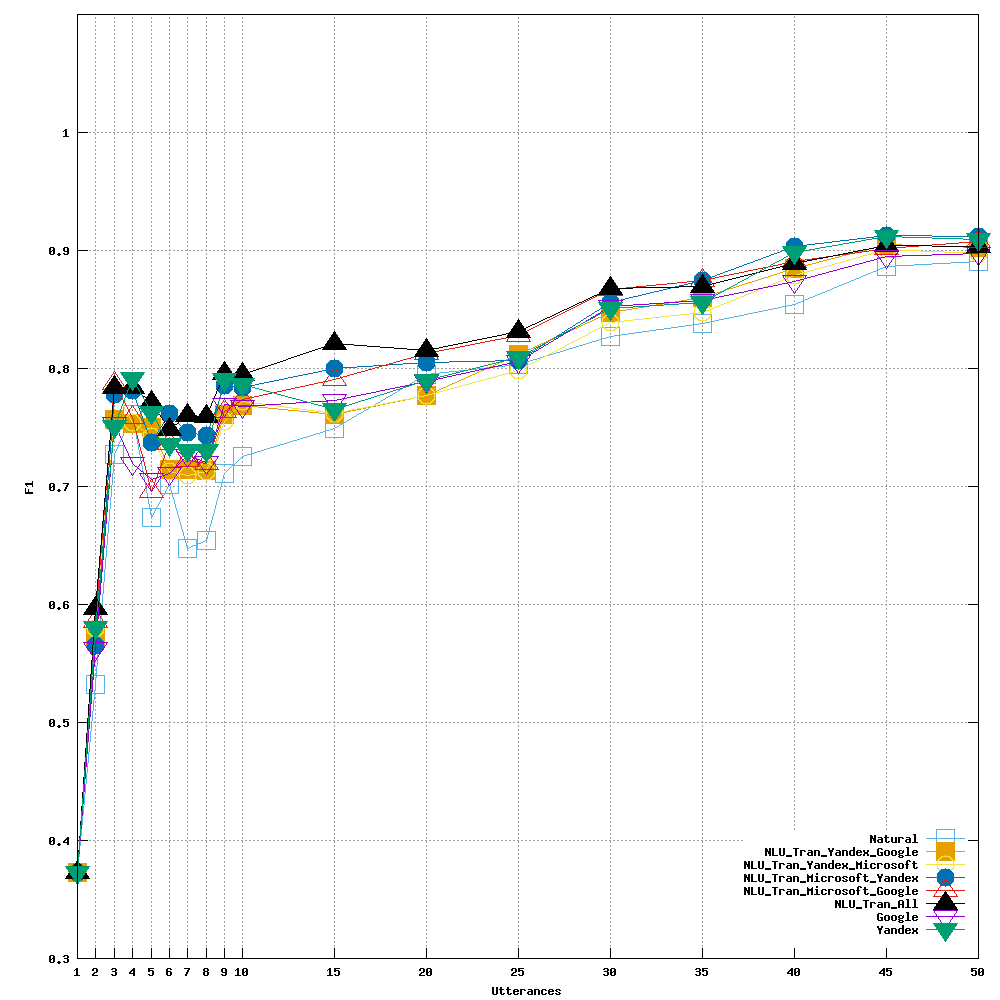 1
0.9
0.8
0.7
F1
0.6
0.5
0.4
0.3
Natural
NLU_Tran_Yandex_Google
NLU_Tran_Yandex_Microsoft
NLU_Tran_Microsoft_Yandex
NLU_Tran_Microsoft_Google
NLU_Tran_All
Google
Yandex
1 2 3 4 5 6 7 8 9 10 15 20 25 30 35 40 45 50
Utterances